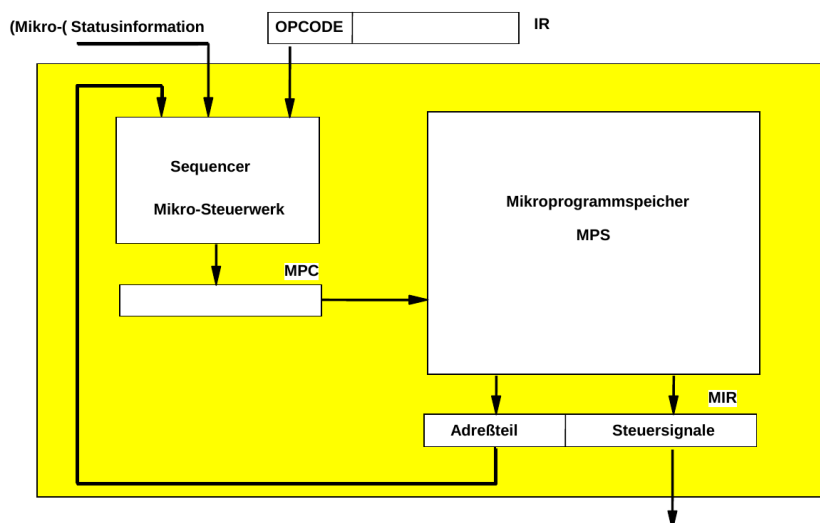 (Mikro-( Statusinformation
OPCODE
IR
Sequencer
Mikro-Steuerwerk
Mikroprogrammspeicher
MPS
MPC
MIR
Adreßteil
Steuersignale